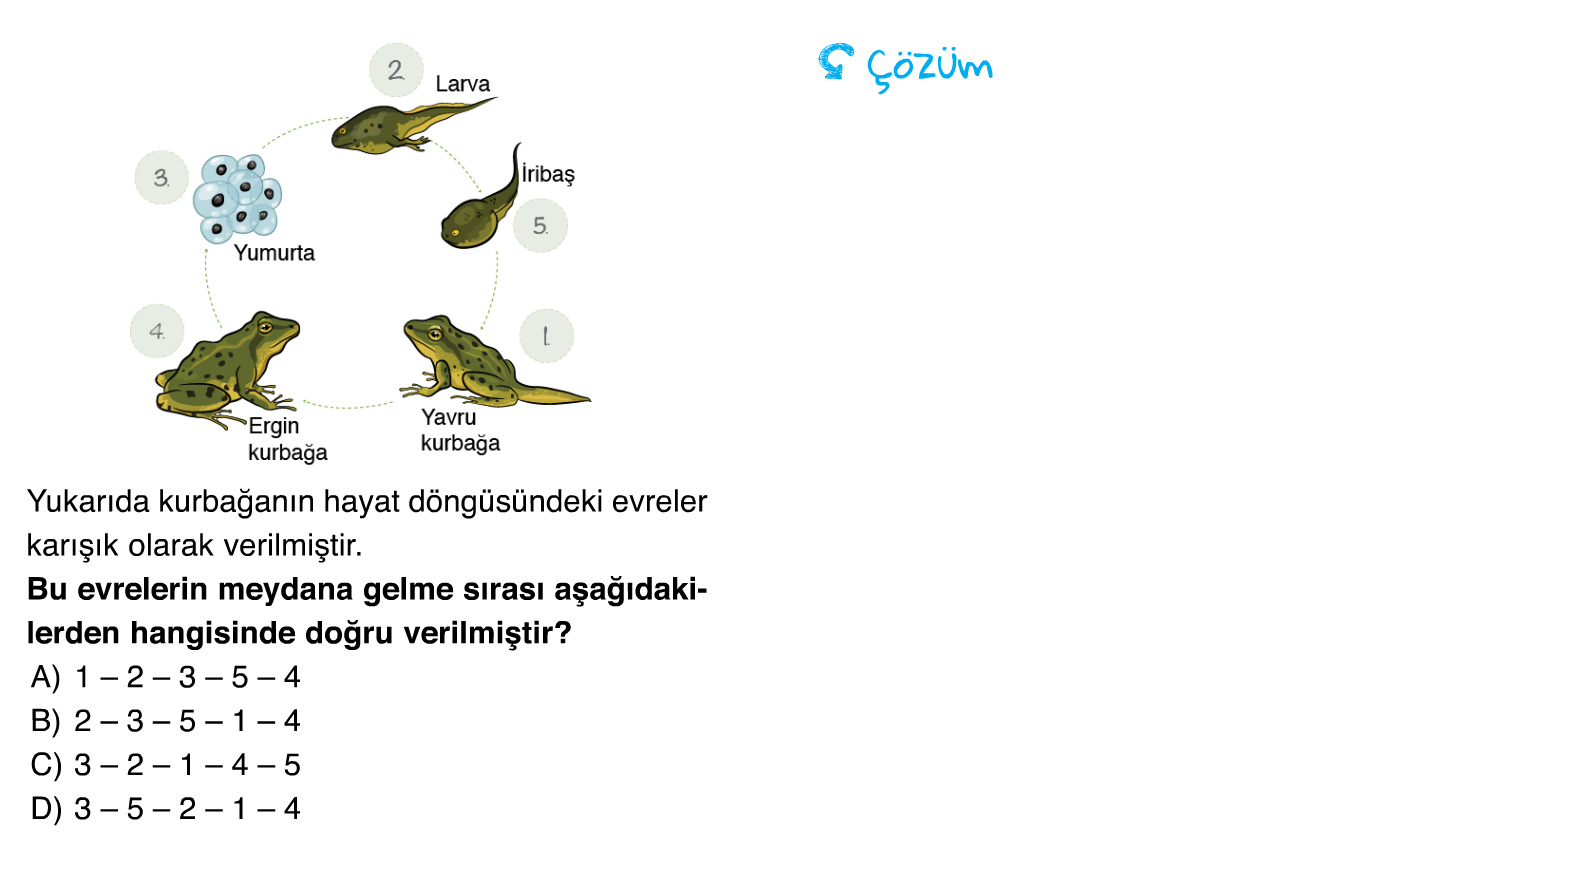 2.
Larva
3.
İribaş
5.
Yumurta
4.
1.
Ergin
kurbağa
Yavru
kurbağa
Yukarıda kurbağanın hayat döngüsündeki evreler
karışık olarak verilmiştir.
Bu evrelerin meydana gelme sırası aşağıdaki-
lerden hangisinde doğru verilmiştir?
A) 1 – 2 – 3 – 5 – 4
B) 2 – 3 – 5 – 1 – 4
C) 3 – 2 – 1 – 4 – 5
D) 3 – 5 – 2 – 1 – 4
Çözüm